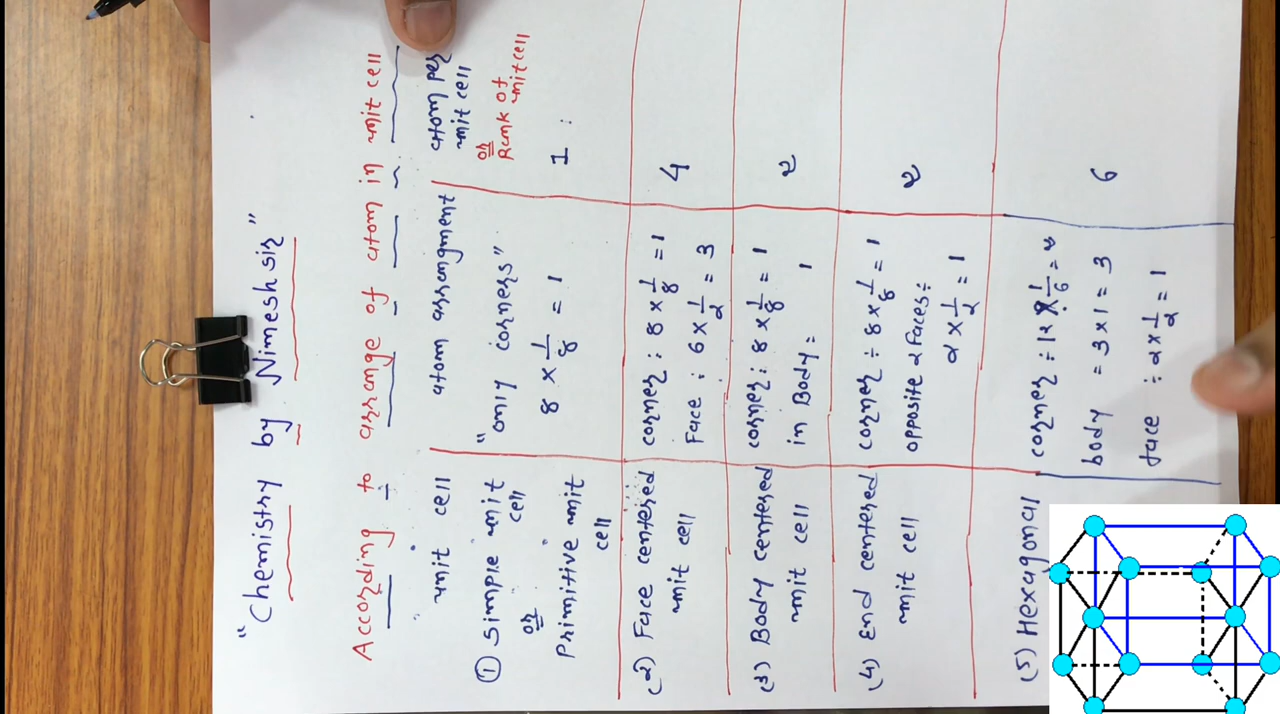 "Chemistry by Nimeshsir"
According to arrange of atom in unit cell
unit cell
atom arrangment
atom per
unit cell
or
Rank of
unit cell
① Simple unit
cell
or
Primitive unit
cell
"only corners"
8 × 1/8 = 1
1 :
(2) Face centered
unit cell
corner : 8 × 1/8 = 1
Face : 6 × 1/2 = 3
4
(3) Body centered
unit cell
corner : 8 × 1/8 = 1
in Body = 1
2
(4) End centered
unit cell
corner ÷ 8 × 1/8 = 1
opposite 2 faces ÷
2 × 1/2 = 1
2
(5) Hexagonal
corner ÷ 12 × 1/6 = 2
body = 3 × 1 = 3
face ÷ 2 × 1/2 = 1
6